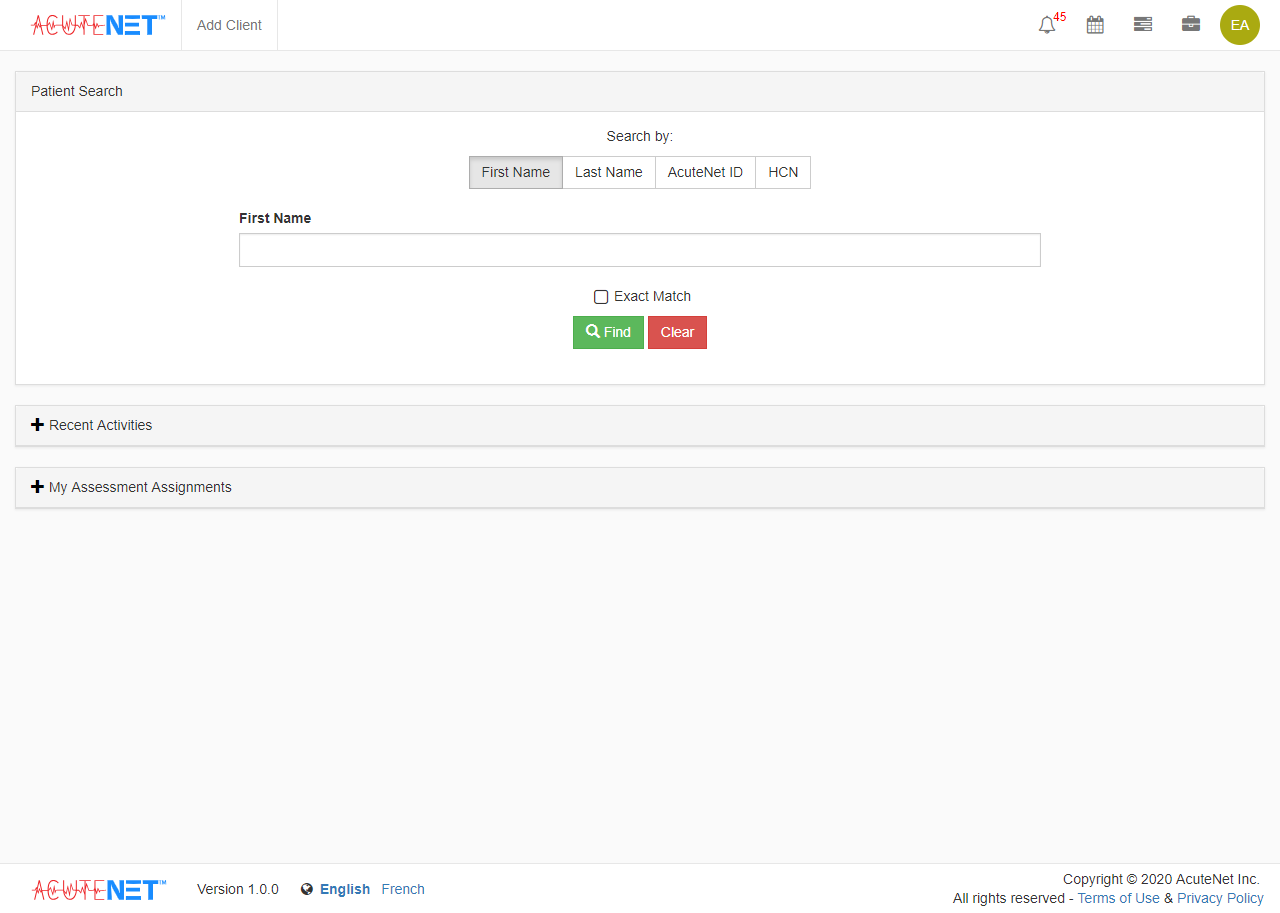 ACUTENET™ Add Client 45 EA
Patient Search
Search by:
First Name Last Name AcuteNet ID HCN
First Name
Exact Match
Find Clear
Recent Activities
My Assessment Assignments
ACUTENET™ Version 1.0.0 English French
Copyright © 2020 AcuteNet Inc.
All rights reserved - Terms of Use & Privacy Policy